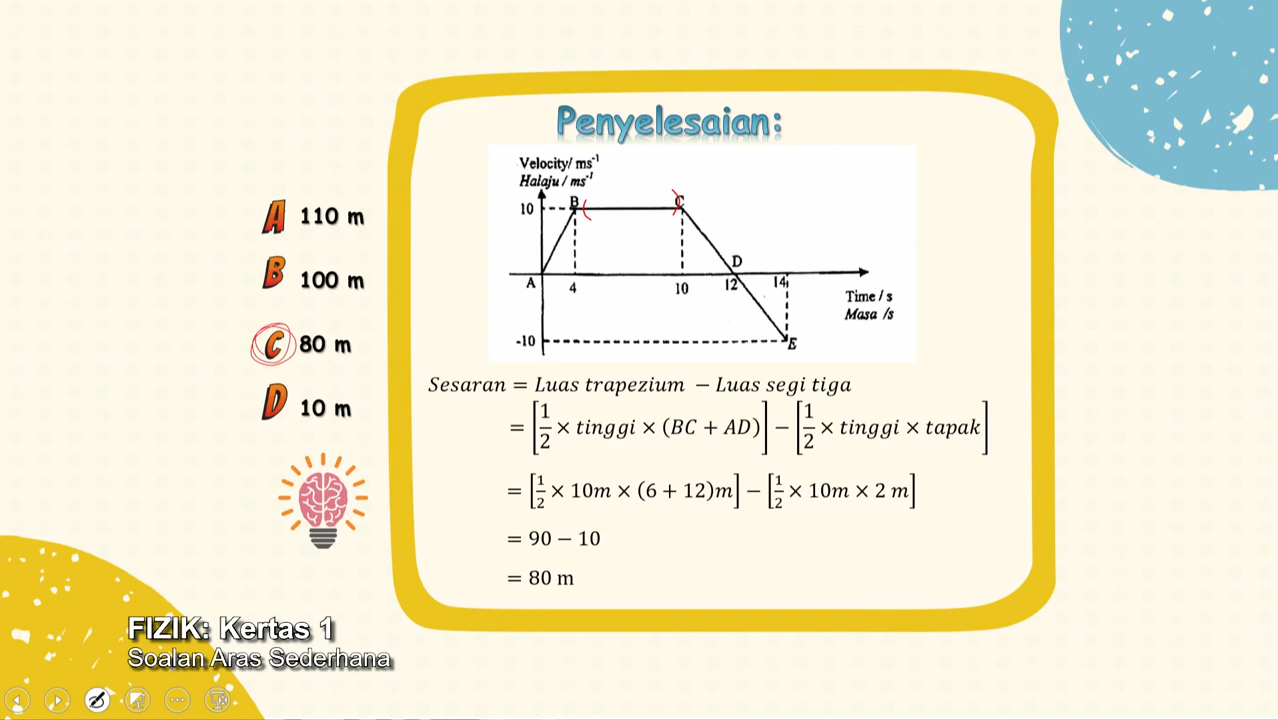 Penyelesaian:
Velocity/ ms⁻¹
Halaju / ms⁻¹
10
B
C
A
4
10
D
12
14
Time / s
Masa /s
-10
E
A 110 m
B 100 m
C 80 m
D 10 m
Sesaran = Luas trapezium − Luas segi tiga
= [1/2 × tinggi × (BC + AD)] − [1/2 × tinggi × tapak]
= [1/2 × 10m × (6 + 12)m] − [1/2 × 10m × 2 m]
= 90 − 10
= 80 m
FIZIK: Kertas 1
Soalan Aras Sederhana